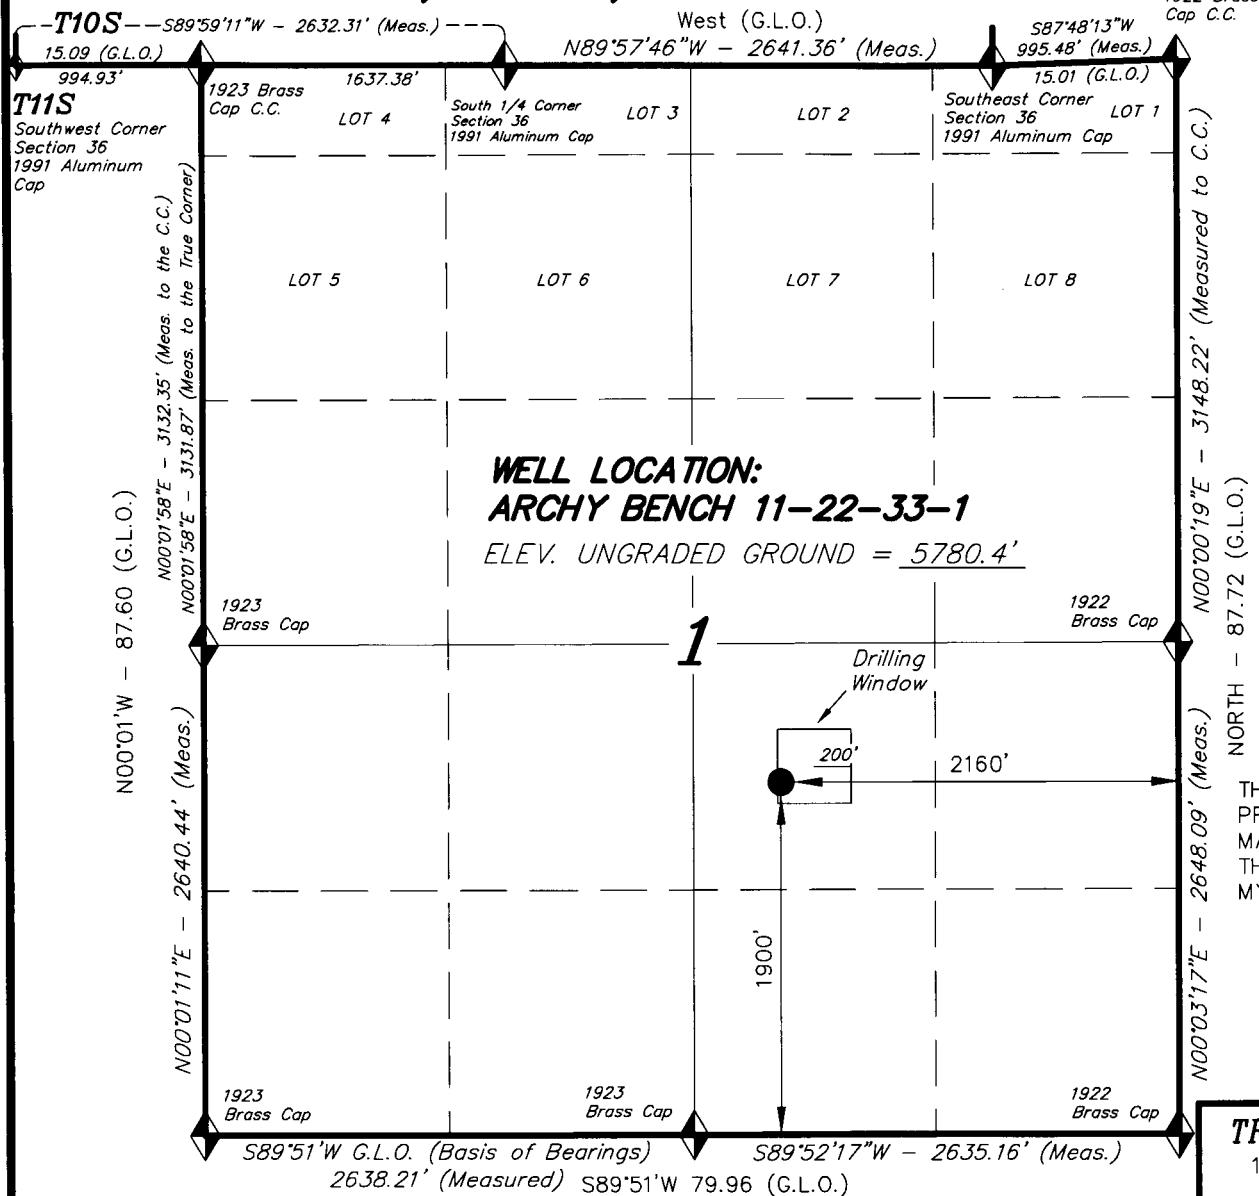 T10S
S89°59'11"W - 2632.31' (Meas.)
West (G.L.O.)
N89°57'46"W - 2641.36' (Meas.)
S87°48'13"W
995.48' (Meas.)
Cap C.C.
15.09 (G.L.O.)
994.93'
1637.38'
15.01 (G.L.O.)
T11S
Southwest Corner
Section 36
1991 Aluminum
Cap
1923 Brass
Cap C.C.
LOT 4
South 1/4 Corner
Section 36
1991 Aluminum Cap
LOT 3
LOT 2
Southeast Corner
Section 36
1991 Aluminum Cap
LOT 1
N00°01'58"E - 3132.35' (Meas. to the C.C.)
N00°01'58"E - 3131.87' (Meas. to the True Corner)
N00°00'19"E - 3148.22' (Measured to C.C.)
LOT 5
LOT 6
LOT 7
LOT 8
WELL LOCATION:
ARCHY BENCH 11-22-33-1
ELEV. UNGRADED GROUND = 5780.4'
N00°01'W - 87.60 (G.L.O.)
NORTH - 87.72 (G.L.O.)
1923
Brass Cap
1922
Brass Cap
1
Drilling
Window
200'
2160'
1900'
N00°01'11"E - 2640.44' (Meas.)
N00°03'17"E - 2648.09' (Meas.)
1923
Brass Cap
1923
Brass Cap
1922
Brass Cap
S89°51'W G.L.O. (Basis of Bearings)
2638.21' (Measured)
S89°52'17"W - 2635.16' (Meas.)
S89°51'W 79.96 (G.L.O.)